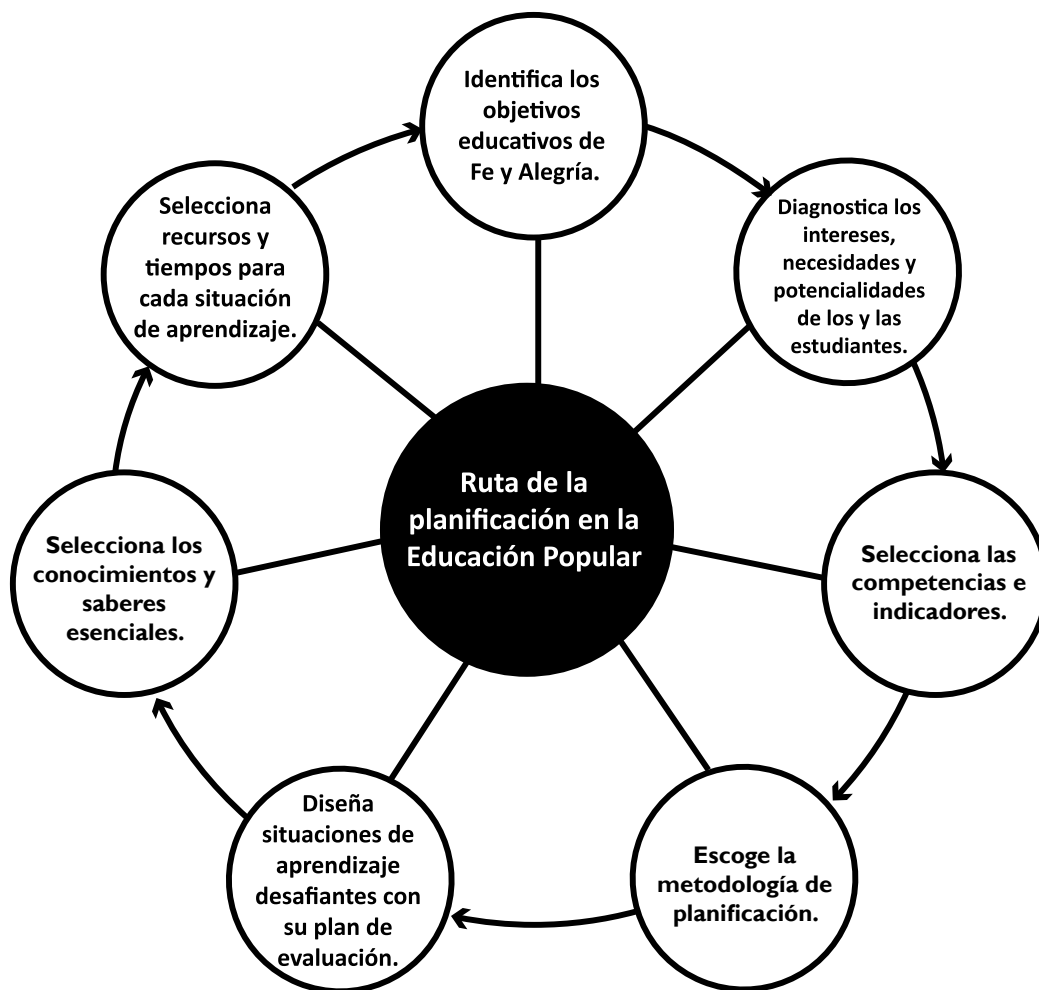 Identifica los
objetivos
educativos de
Fe y Alegría.
Diagnostica los
intereses,
necesidades y
potencialidades
de los y las
estudiantes.
Selecciona las
competencias e
indicadores.
Escoge la
metodología de
planificación.
Diseña
situaciones de
aprendizaje
desafiantes con
su plan de
evaluación.
Selecciona los
conocimientos y
saberes
esenciales.
Selecciona
recursos y
tiempos para
cada situación
de aprendizaje.
Ruta de la
planificación en la
Educación Popular